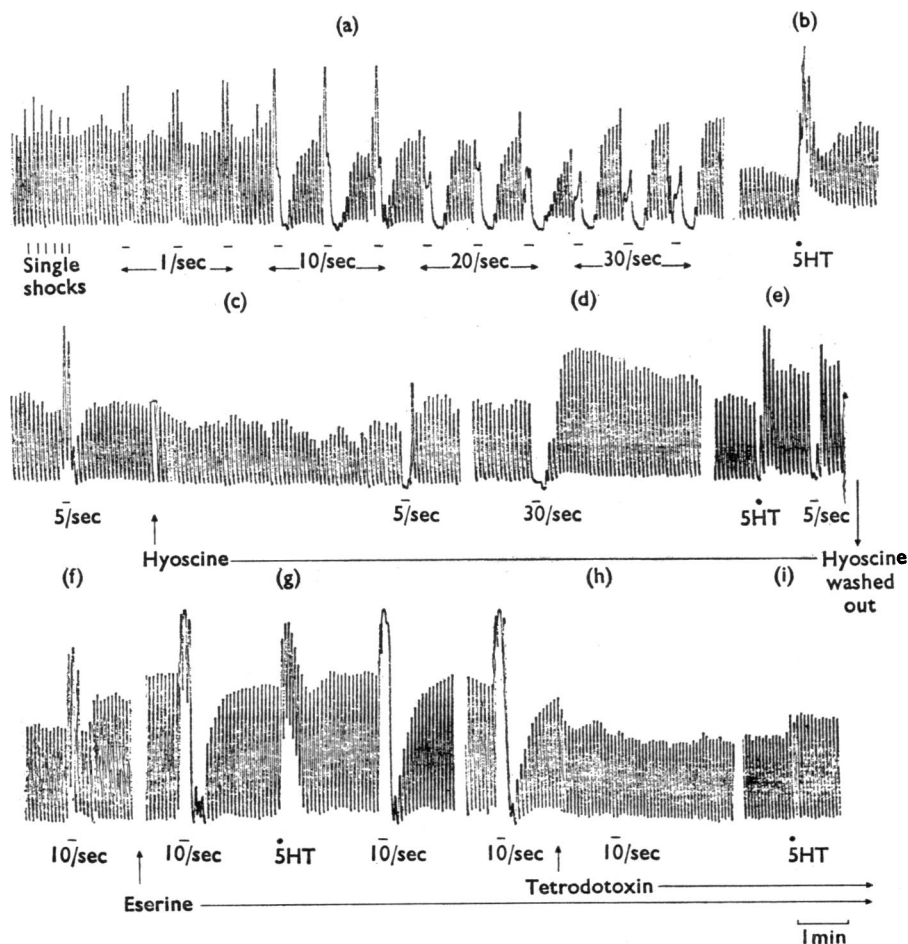 (a) (b)
Single shocks 1/sec 10/sec 20/sec 30/sec 5HT
(c) (d) (e)
5/sec 5/sec 30/sec 5HT 5/sec
Hyoscine Hyoscine
washed
out
(f) (g) (h) (i)
10/sec 10/sec 5HT 10/sec 10/sec 10/sec 5HT
Tetrodotoxin
Eserine
1 min